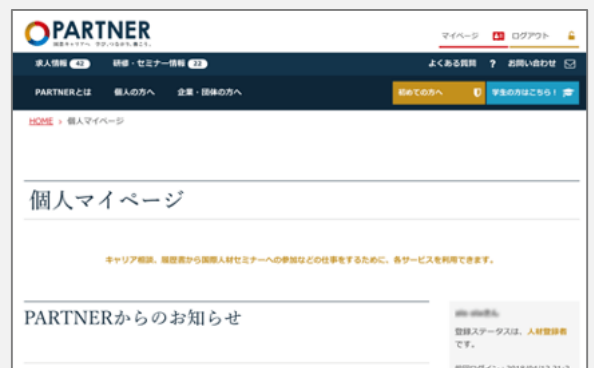 PARTNER
国際キャリアへ 学び、つながり、働こう。
マイページ ログアウト
求人情報 42 研修・セミナー情報 22 よくある質問 ? お問い合わせ
PARTNERとは 個人の方へ 企業・団体の方へ 初めての方へ 学生の方はこちら!
HOME > 個人マイページ
個人マイページ
キャリア相談、履歴書から国際人材セミナーへの参加などの仕事をするために、各サービスを利用できます。
PARTNERからのお知らせ
さん
登録ステータスは、人材登録者
です。